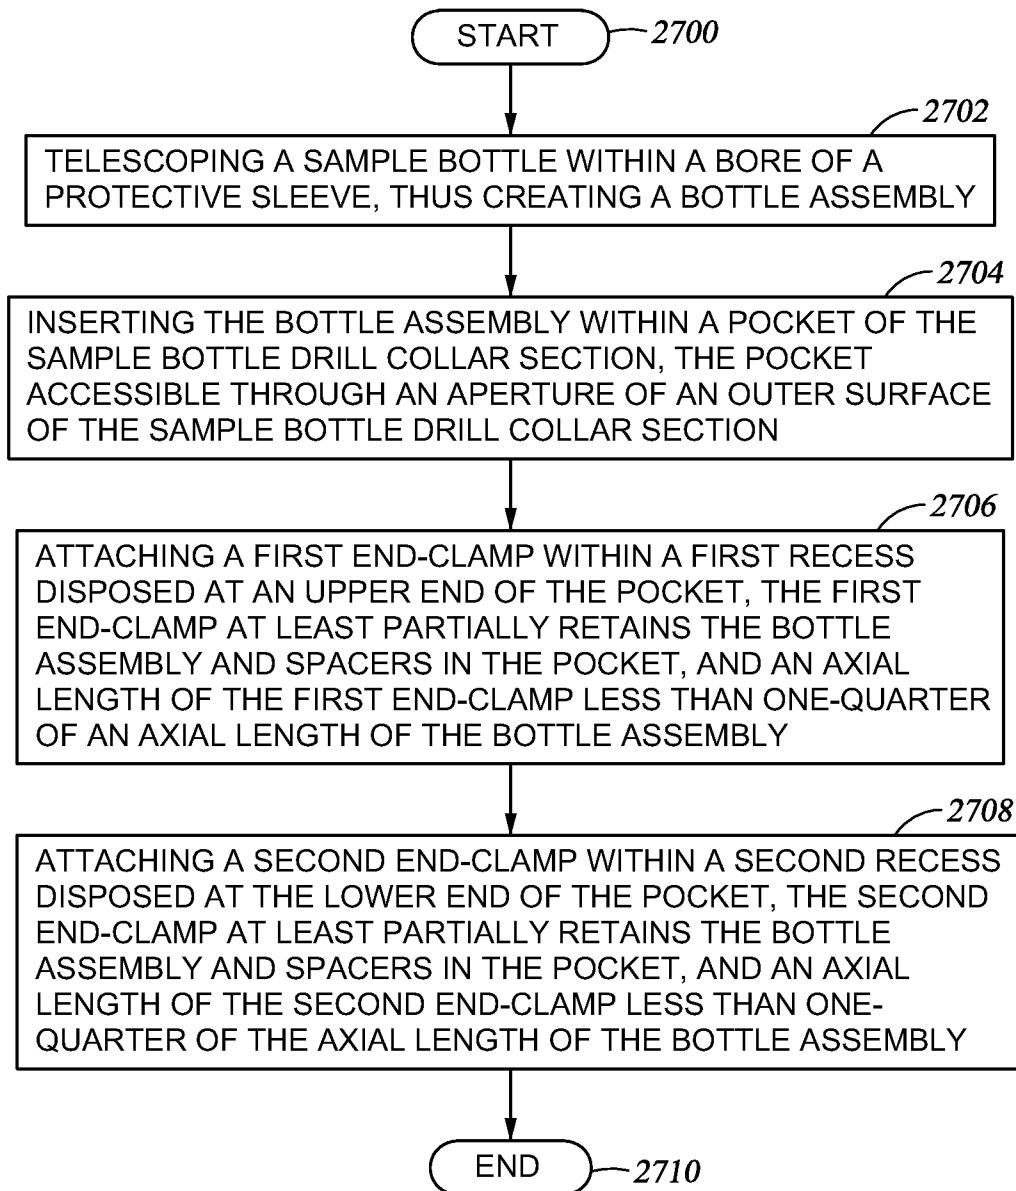 START
2700
2702
TELESCOPING A SAMPLE BOTTLE WITHIN A BORE OF A
PROTECTIVE SLEEVE, THUS CREATING A BOTTLE ASSEMBLY
2704
INSERTING THE BOTTLE ASSEMBLY WITHIN A POCKET OF THE
SAMPLE BOTTLE DRILL COLLAR SECTION, THE POCKET
ACCESSIBLE THROUGH AN APERTURE OF AN OUTER SURFACE
OF THE SAMPLE BOTTLE DRILL COLLAR SECTION
2706
ATTACHING A FIRST END-CLAMP WITHIN A FIRST RECESS
DISPOSED AT AN UPPER END OF THE POCKET, THE FIRST
END-CLAMP AT LEAST PARTIALLY RETAINS THE BOTTLE
ASSEMBLY AND SPACERS IN THE POCKET, AND AN AXIAL
LENGTH OF THE FIRST END-CLAMP LESS THAN ONE-QUARTER
OF AN AXIAL LENGTH OF THE BOTTLE ASSEMBLY
2708
ATTACHING A SECOND END-CLAMP WITHIN A SECOND RECESS
DISPOSED AT THE LOWER END OF THE POCKET, THE SECOND
END-CLAMP AT LEAST PARTIALLY RETAINS THE BOTTLE
ASSEMBLY AND SPACERS IN THE POCKET, AND AN AXIAL
LENGTH OF THE SECOND END-CLAMP LESS THAN ONE-
QUARTER OF THE AXIAL LENGTH OF THE BOTTLE ASSEMBLY
END
2710